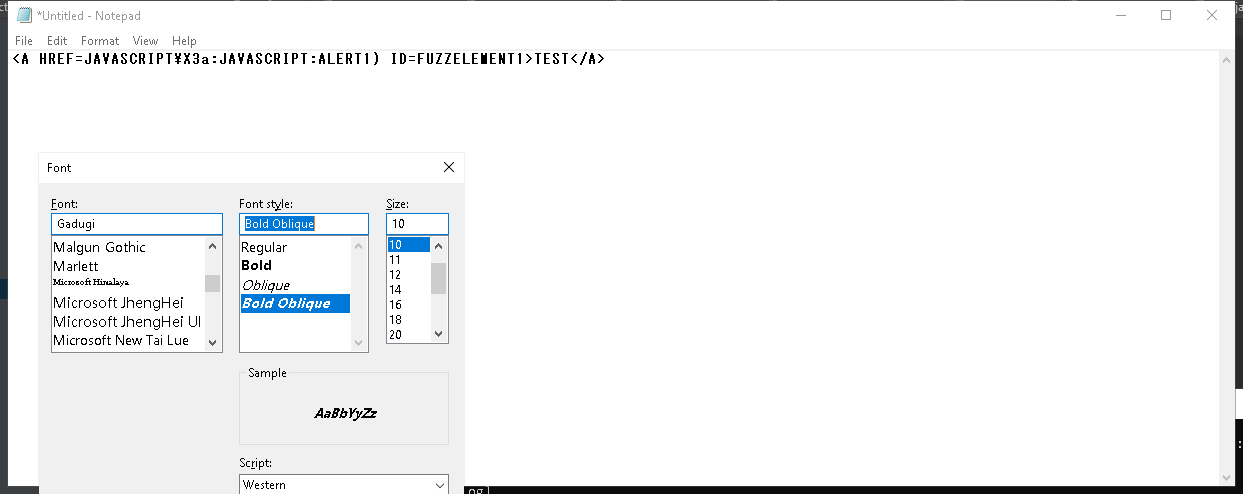 *Untitled - Notepad
File Edit Format View Help
<A HREF=JAVASCRIPT¥X3a:JAVASCRIPT:ALERT1) ID=FUZZELEMENT1>TEST</A>
Font
Font:
Gadugi
Malgun Gothic
Marlett
Microsoft Himalaya
Microsoft JhengHei
Microsoft JhengHei UI
Microsoft New Tai Lue
Font style:
Bold Oblique
Regular
Bold
Oblique
Bold Oblique
Size:
10
10
11
12
14
16
18
20
Sample
AaBbYyZz
Script:
Western